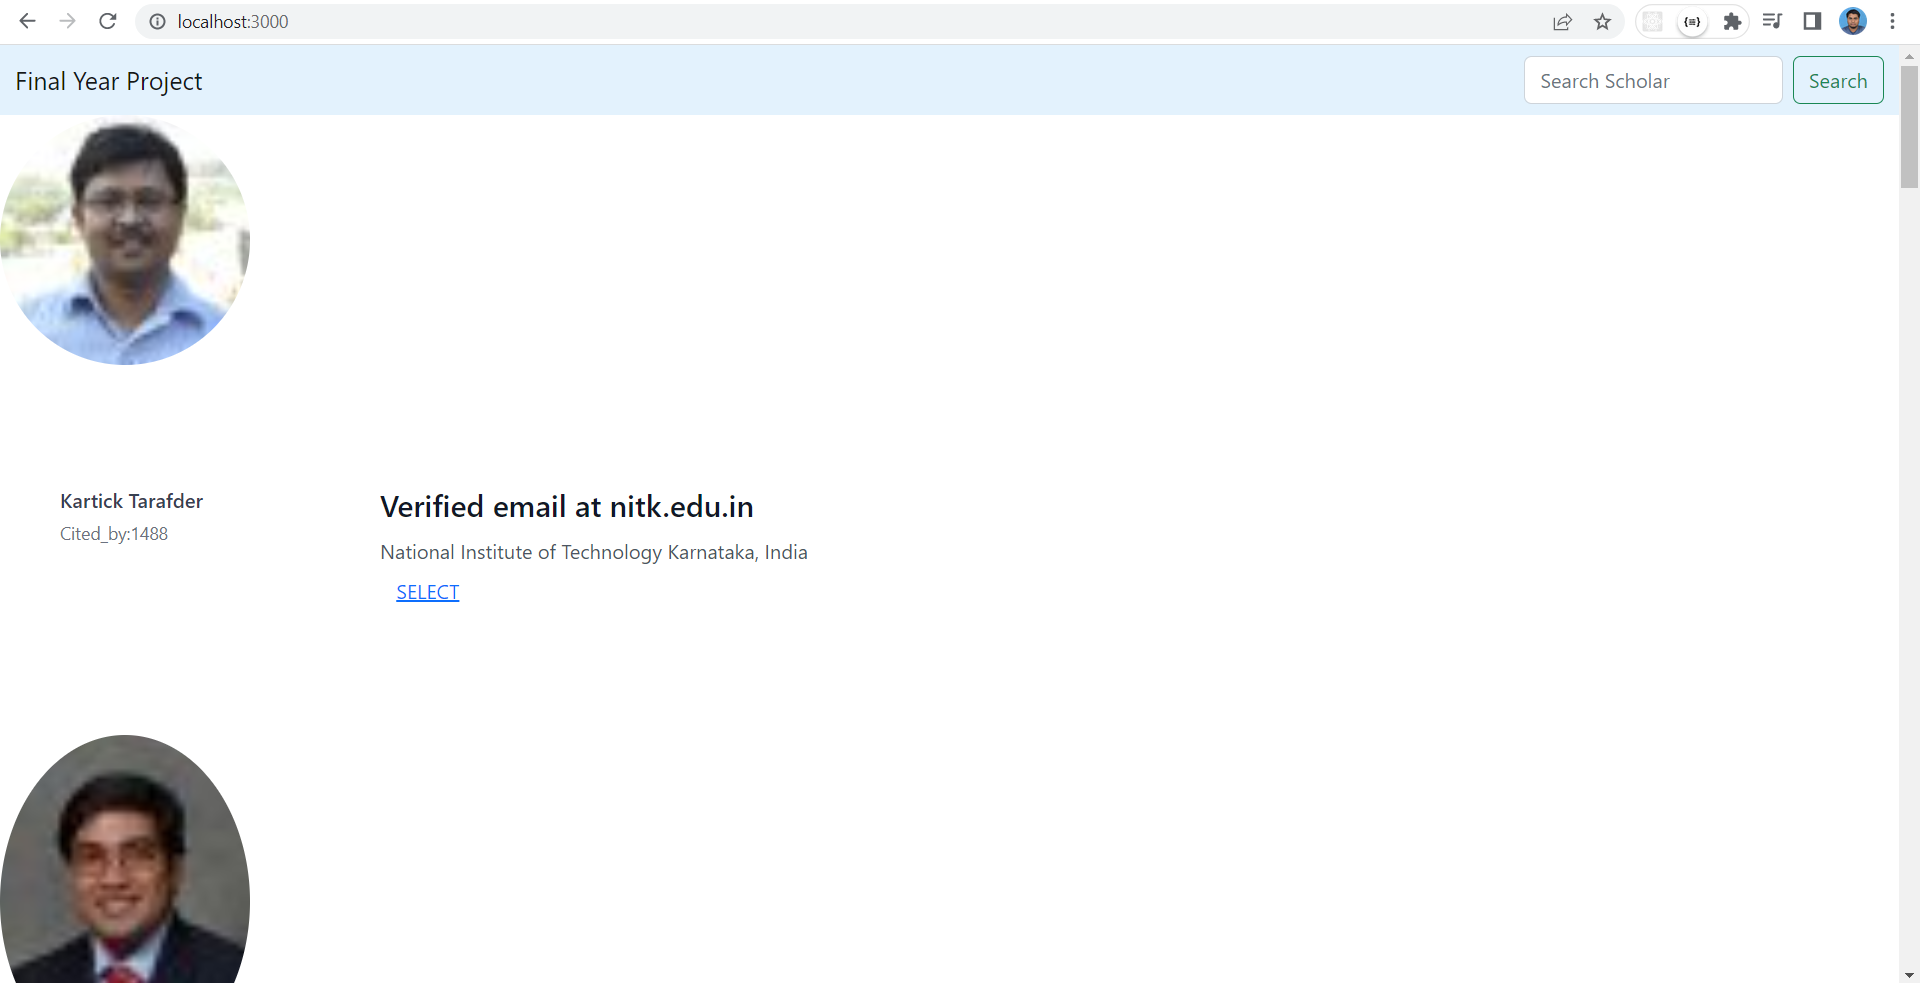 localhost:3000
Final Year Project
Search Scholar
Search
Kartick Tarafder
Cited_by:1488
Verified email at nitk.edu.in
National Institute of Technology Karnataka, India
SELECT